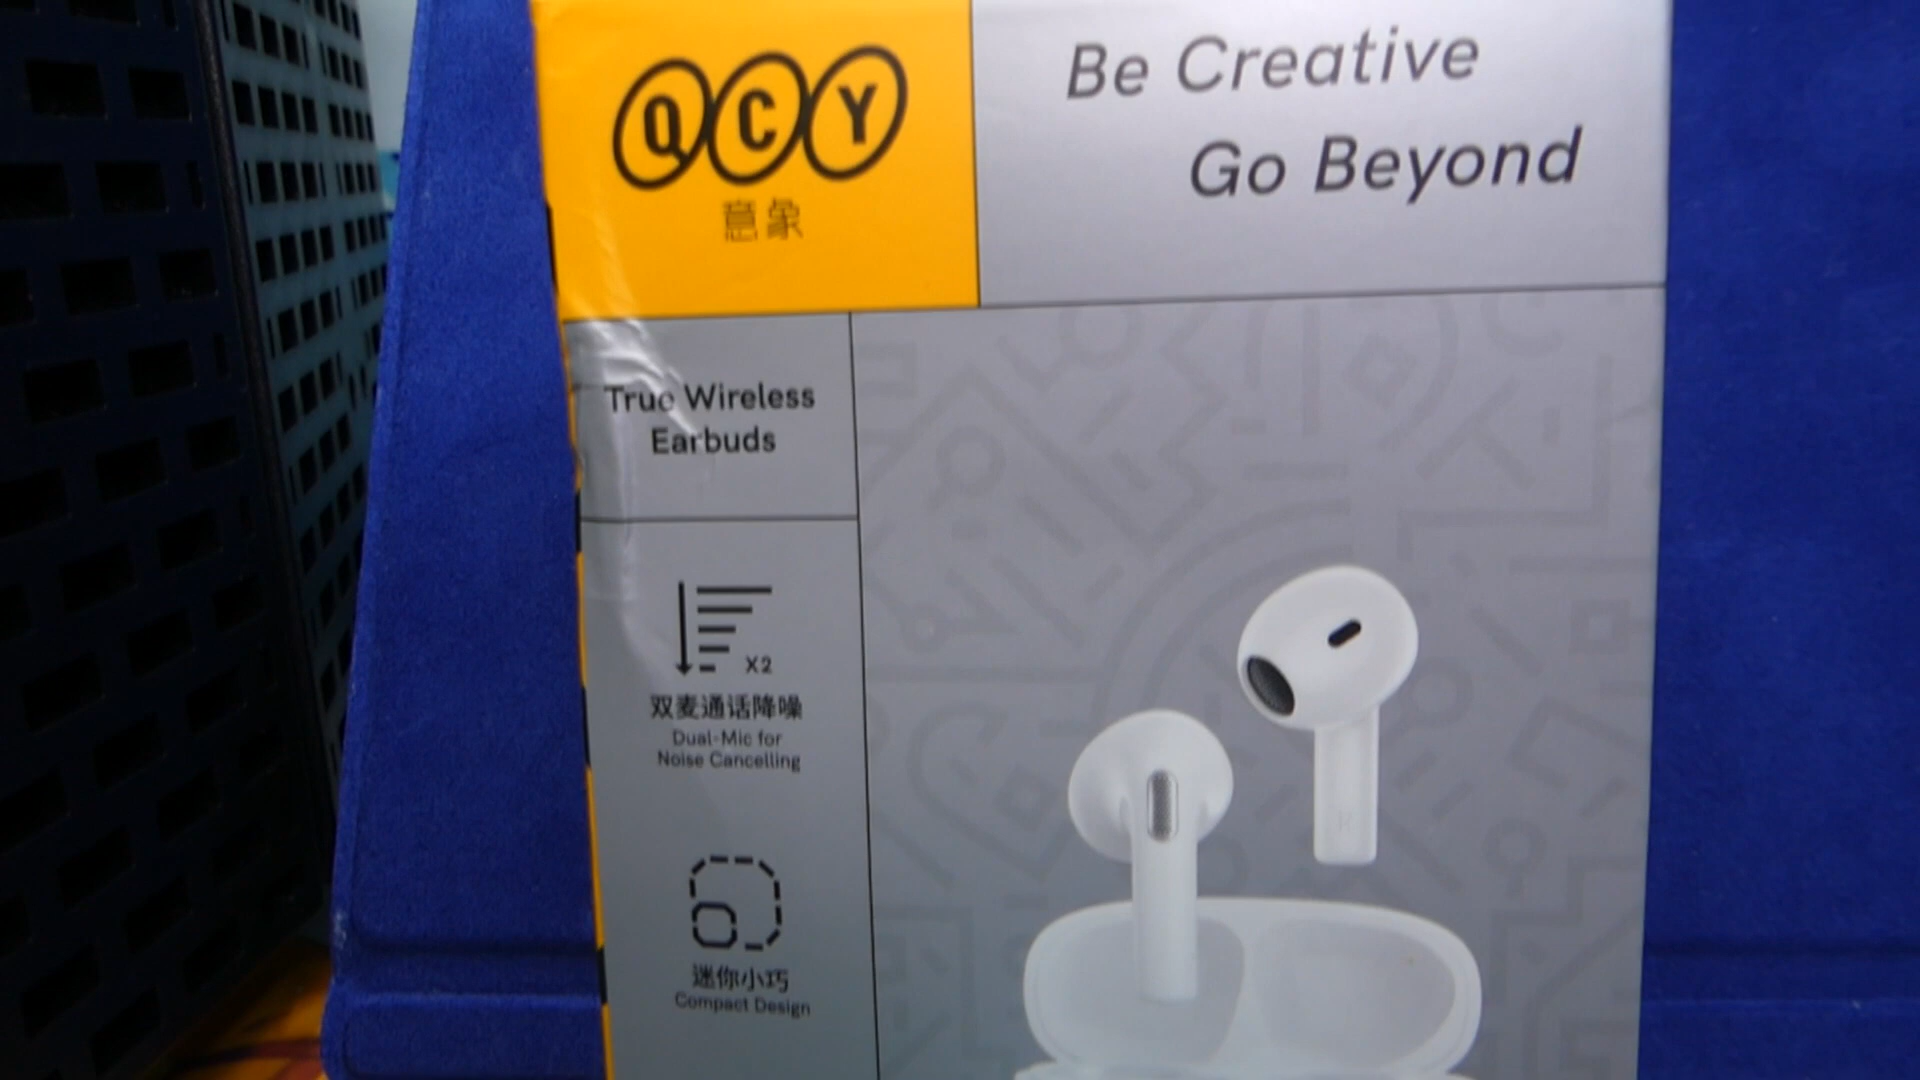 QCY
意象
Be Creative
Go Beyond
True Wireless
Earbuds
X2
双麦通话降噪
Dual-Mic for
Noise Cancelling
迷你小巧
Compact Design